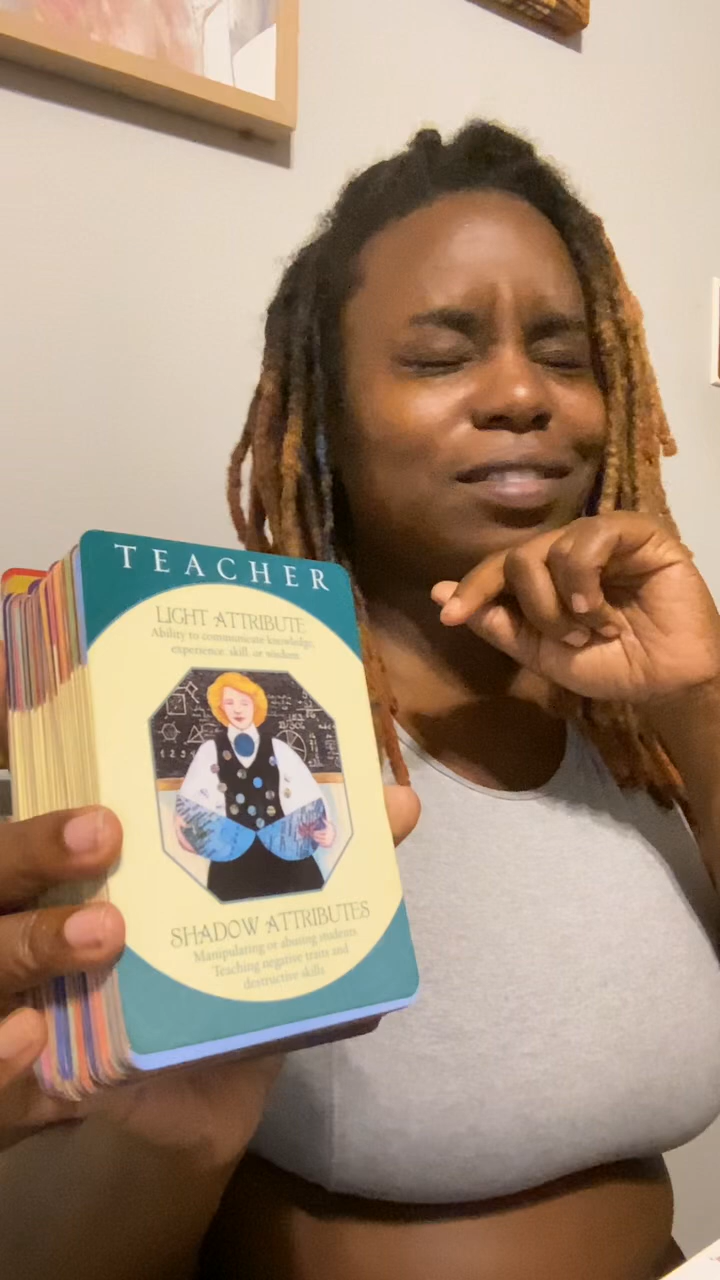 TEACHER
LIGHT ATTRIBUTE
Ability to communicate knowledge,
experience, skill, or wisdom
SHADOW ATTRIBUTES
Manipulating or abusing students
Teaching negative traits and
destructive skills